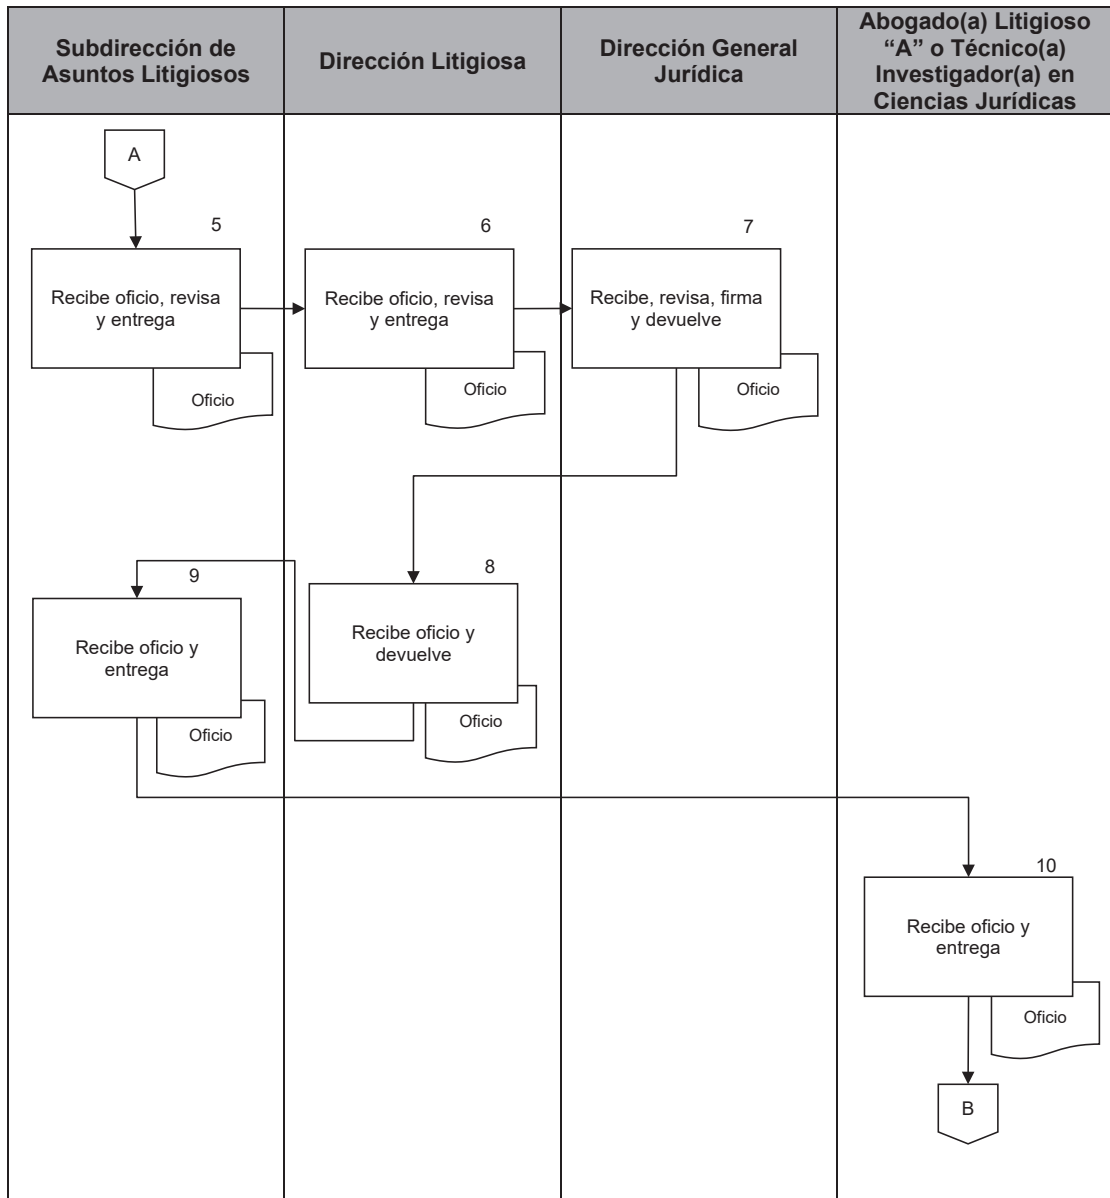 Subdirección de
Asuntos Litigiosos
Dirección Litigiosa
Dirección General
Jurídica
Abogado(a) Litigioso
“A” o Técnico(a)
Investigador(a) en
Ciencias Jurídicas
A
5
Recibe oficio, revisa
y entrega
Oficio
6
Recibe oficio, revisa
y entrega
Oficio
7
Recibe, revisa, firma
y devuelve
Oficio
8
Recibe oficio y
devuelve
Oficio
9
Recibe oficio y
entrega
Oficio
10
Recibe oficio y
entrega
Oficio
B